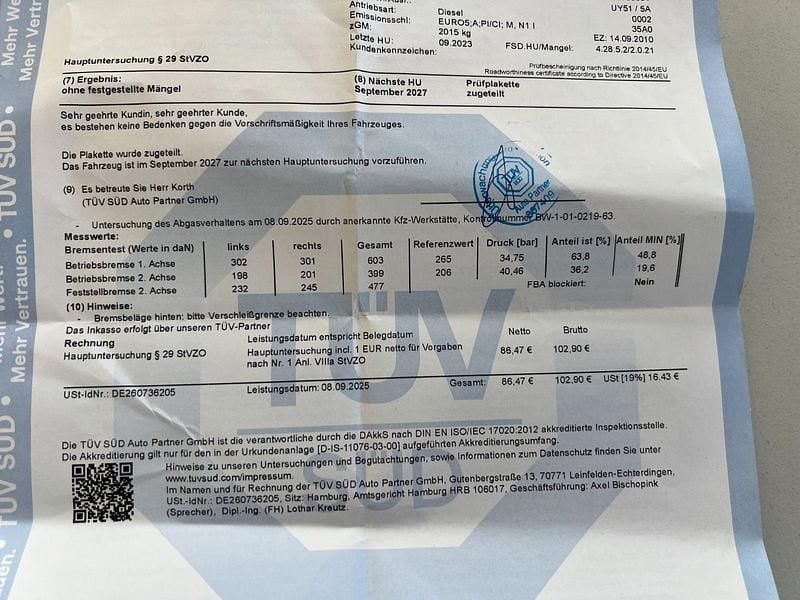 Antriebsart: Diesel UY51 / 5A
Emissionsschl: EURO5;A;PI/CI; M, N1 I 0002
zGM: 2015 kg 35A0
Letzte HU: 09.2023 EZ: 14.09.2010
Kundenkennzeichen: FSD.HU/Mangel: 4.28.5.2/2.0.21
Hauptuntersuchung § 29 StVZO
Prüfbescheinigung nach Richtlinie 2014/45/EU
Roadworthiness certificate according to Directive 2014/45/EU
(7) Ergebnis: (8) Nächste HU Prüfplakette
ohne festgestellte Mängel September 2027 zugeteilt
Sehr geehrte Kundin, sehr geehrter Kunde,
es bestehen keine Bedenken gegen die Vorschriftsmäßigkeit Ihres Fahrzeuges.
Die Plakette wurde zugeteilt.
Das Fahrzeug ist im September 2027 zur nächsten Hauptuntersuchung vorzuführen.
(9) Es betreute Sie Herr Korth
(TÜV SÜD Auto Partner GmbH)
TÜV
Auto Partner
- Untersuchung des Abgasverhaltens am 08.09.2025 durch anerkannte Kfz-Werkstätte, Kontrollnummer BW-1-01-0219-63.
Messwerte:
Bremsentest (Werte in daN) links rechts Gesamt Referenzwert Druck [bar] Anteil ist [%] Anteil MIN [%]
Betriebsbremse 1. Achse 302 301 603 265 34,75 63,8 48,8
Betriebsbremse 2. Achse 198 201 399 206 40,46 36,2 19,6
Feststellbremse 2. Achse 232 245 477 FBA blockiert: Nein
(10) Hinweise:
- Bremsbeläge hinten: bitte Verschleißgrenze beachten.
Das Inkasso erfolgt über unseren TÜV-Partner
Rechnung Leistungsdatum entspricht Belegdatum Netto Brutto
Hauptuntersuchung § 29 StVZO Hauptuntersuchung incl. 1 EUR netto für Vorgaben 86,47 € 102,90 €
nach Nr. 1 Anl. VIIIa StVZO
USt-IdNr.: DE260736205 Leistungsdatum: 08.09.2025 Gesamt: 86,47 € 102,90 € USt [19%] 16.43 €
Die TÜV SÜD Auto Partner GmbH ist die verantwortliche durch die DAkkS nach DIN EN ISO/IEC 17020:2012 akkreditierte Inspektionsstelle.
Die Akkreditierung gilt nur für den in der Urkundenanlage [D-IS-11076-03-00] aufgeführten Akkreditierungsumfang.
Hinweise zu unseren Untersuchungen und Begutachtungen, sowie Informationen zum Datenschutz finden Sie unter
www.tuvsud.com/impressum.
Im Namen und für Rechnung der TÜV SÜD Auto Partner GmbH, Gutenbergstraße 13, 70771 Leinfelden-Echterdingen,
USt-IdNr.: DE260736205, Sitz: Hamburg, Amtsgericht Hamburg HRB 106017, Geschäftsführung: Axel Bischopink
(Sprecher), Dipl.-Ing. (FH) Lothar Kreutz.
TÜV
SÜD
Mehr Vertrauen.
TÜV SÜD
Mehr Vertrauen.
TÜV SÜD